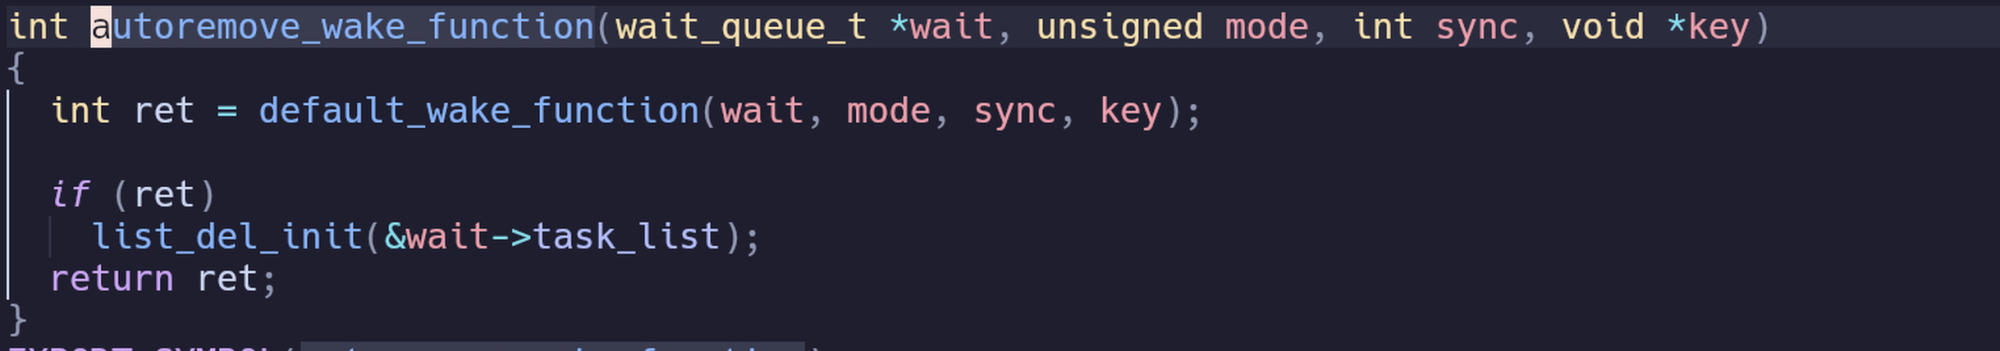 int autoremove_wake_function(wait_queue_t *wait, unsigned mode, int sync, void *key)
{
int ret = default_wake_function(wait, mode, sync, key);
if (ret)
list_del_init(&wait->task_list);
return ret;
}